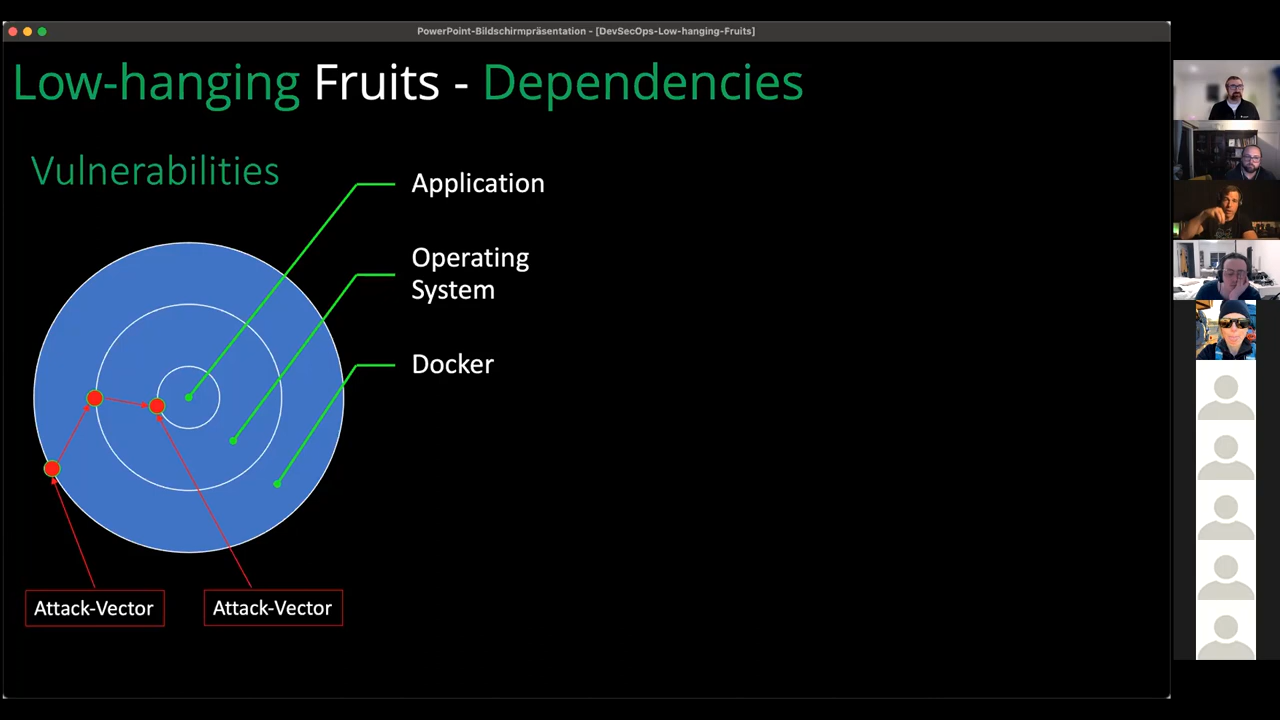 PowerPoint-Bildschirmpräsentation - [DevSecOps-Low-hanging-Fruits]
Low-hanging Fruits - Dependencies
Vulnerabilities
Application
Operating
System
Docker
Attack-Vector
Attack-Vector